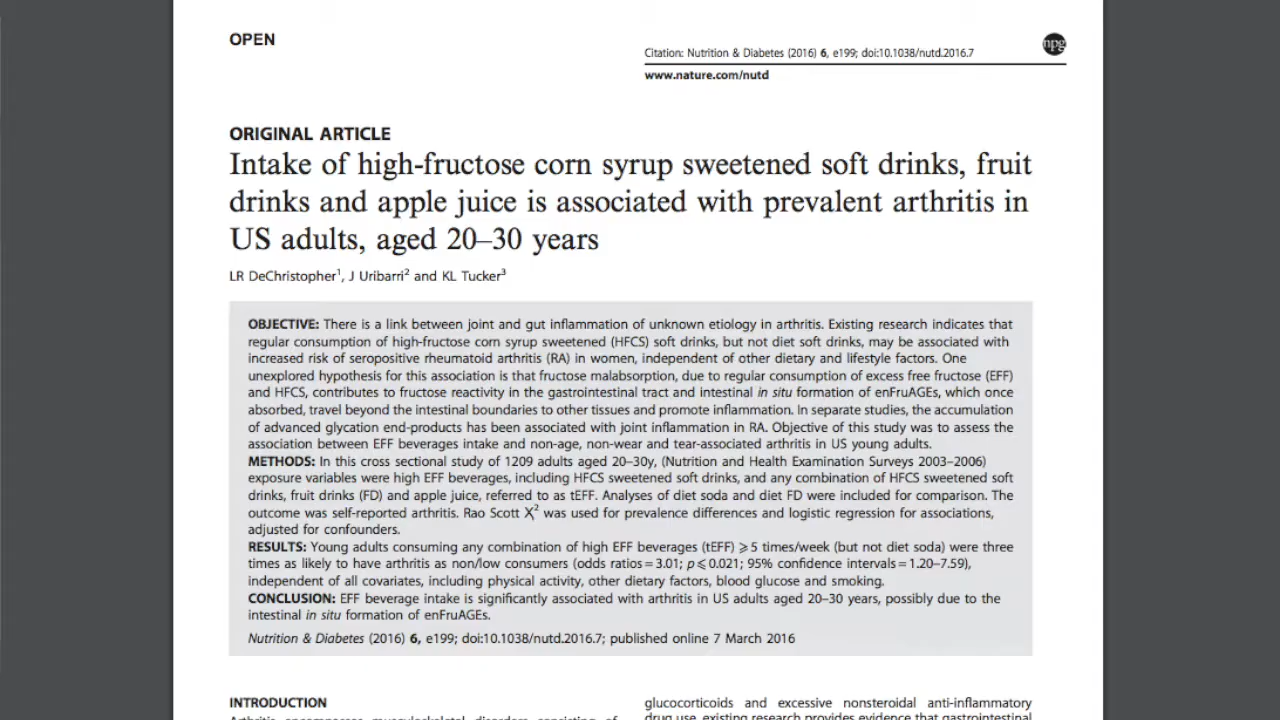 OPEN
Citation: Nutrition & Diabetes (2016) 6, e199; doi:10.1038/nutd.2016.7
npg
www.nature.com/nutd
ORIGINAL ARTICLE
Intake of high-fructose corn syrup sweetened soft drinks, fruit
drinks and apple juice is associated with prevalent arthritis in
US adults, aged 20–30 years
LR DeChristopher¹, J Uribarri² and KL Tucker³
OBJECTIVE: There is a link between joint and gut inflammation of unknown etiology in arthritis. Existing research indicates that
regular consumption of high-fructose corn syrup sweetened (HFCS) soft drinks, but not diet soft drinks, may be associated with
increased risk of seropositive rheumatoid arthritis (RA) in women, independent of other dietary and lifestyle factors. One
unexplored hypothesis for this association is that fructose malabsorption, due to regular consumption of excess free fructose (EFF)
and HFCS, contributes to fructose reactivity in the gastrointestinal tract and intestinal in situ formation of enFruAGEs, which once
absorbed, travel beyond the intestinal boundaries to other tissues and promote inflammation. In separate studies, the accumulation
of advanced glycation end-products has been associated with joint inflammation in RA. Objective of this study was to assess the
association between EFF beverages intake and non-age, non-wear and tear-associated arthritis in US young adults.
METHODS: In this cross sectional study of 1209 adults aged 20–30y, (Nutrition and Health Examination Surveys 2003–2006)
exposure variables were high EFF beverages, including HFCS sweetened soft drinks, and any combination of HFCS sweetened soft
drinks, fruit drinks (FD) and apple juice, referred to as tEFF. Analyses of diet soda and diet FD were included for comparison. The
outcome was self-reported arthritis. Rao Scott Χ² was used for prevalence differences and logistic regression for associations,
adjusted for confounders.
RESULTS: Young adults consuming any combination of high EFF beverages (tEFF) ⩾5 times/week (but not diet soda) were three
times as likely to have arthritis as non/low consumers (odds ratios=3.01; p⩽0.021; 95% confidence intervals=1.20–7.59),
independent of all covariates, including physical activity, other dietary factors, blood glucose and smoking.
CONCLUSION: EFF beverage intake is significantly associated with arthritis in US adults aged 20–30 years, possibly due to the
intestinal in situ formation of enFruAGEs.
Nutrition & Diabetes (2016) 6, e199; doi:10.1038/nutd.2016.7; published online 7 March 2016
INTRODUCTION
Arthritis encompasses musculoskeletal disorders consisting of
glucocorticoids and excessive nonsteroidal anti-inflammatory
drug use, existing research provides evidence that gastrointestinal